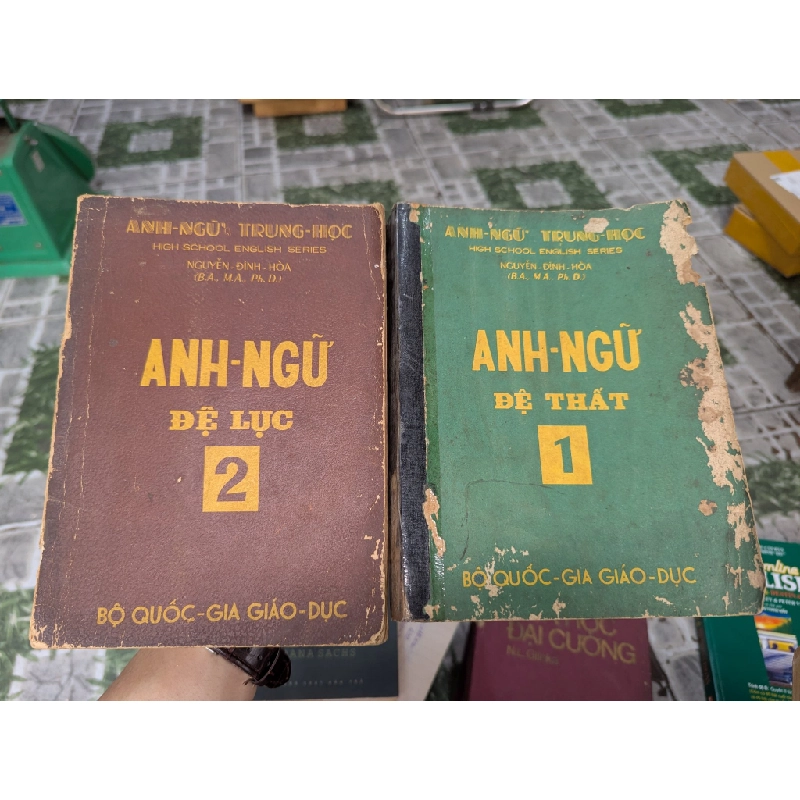 ANH-NGỮ TRUNG-HỌC
HIGH SCHOOL ENGLISH SERIES
NGUYỄN-ĐÌNH-HÒA
(B.A., M.A., Ph.D.)
ANH-NGỮ
ĐỆ LỤC
2
BỘ QUỐC-GIA GIÁO-DỤC
ANH-NGỮ TRUNG-HỌC
HIGH SCHOOL ENGLISH SERIES
NGUYỄN-ĐÌNH-HÒA
(B.A., M.A., Ph.D.)
ANH-NGỮ
ĐỆ THẤT
1
BỘ QUỐC-GIA GIÁO-DỤC
ĐẠI CƯƠNG